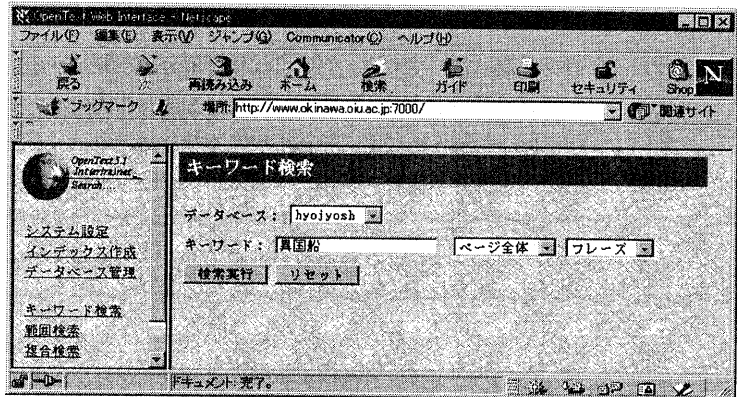 OpenText Web Interface - Netscape
ファイル(F) 編集(E) 表示(V) ジャンプ(G) Communicator(C) ヘルプ(H)
戻る 再読み込み ホーム 検索 ガイド 印刷 セキュリティ Shop N
ブックマーク 場所: http://www.okinawa.oiu.ac.jp:7000/ 関連サイト
OpenText 5.1
Intertrainet
Search....
システム設定
インデックス作成
データベース管理
キーワード検索
範囲検索
複合検索
キーワード検索
データベース: hyojyosh
キーワード: 異国船 ページ全体 フレーズ
検索実行 リセット
ドキュメント: 完了。